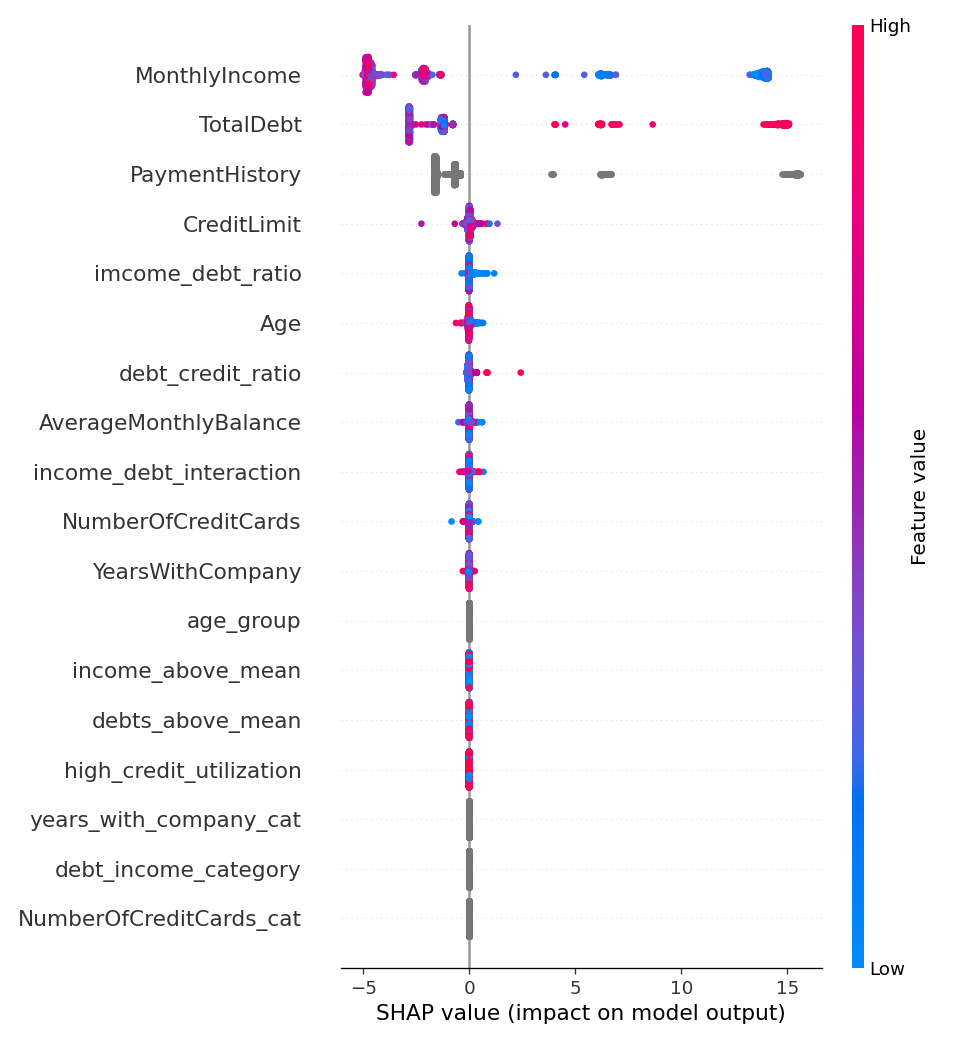 High
MonthlyIncome
TotalDebt
PaymentHistory
CreditLimit
imcome_debt_ratio
Age
debt_credit_ratio
AverageMonthlyBalance
income_debt_interaction
NumberOfCreditCards
YearsWithCompany
age_group
income_above_mean
debts_above_mean
high_credit_utilization
years_with_company_cat
debt_income_category
NumberOfCreditCards_cat
Feature value
Low
−5 0 5 10 15
SHAP value (impact on model output)